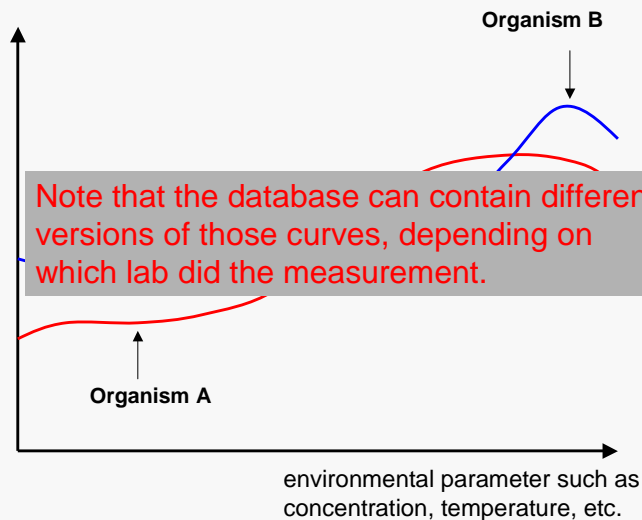 Organism B
Note that the database can contain differen
versions of those curves, depending on
which lab did the measurement.
Organism A
environmental parameter such as
concentration, temperature, etc.